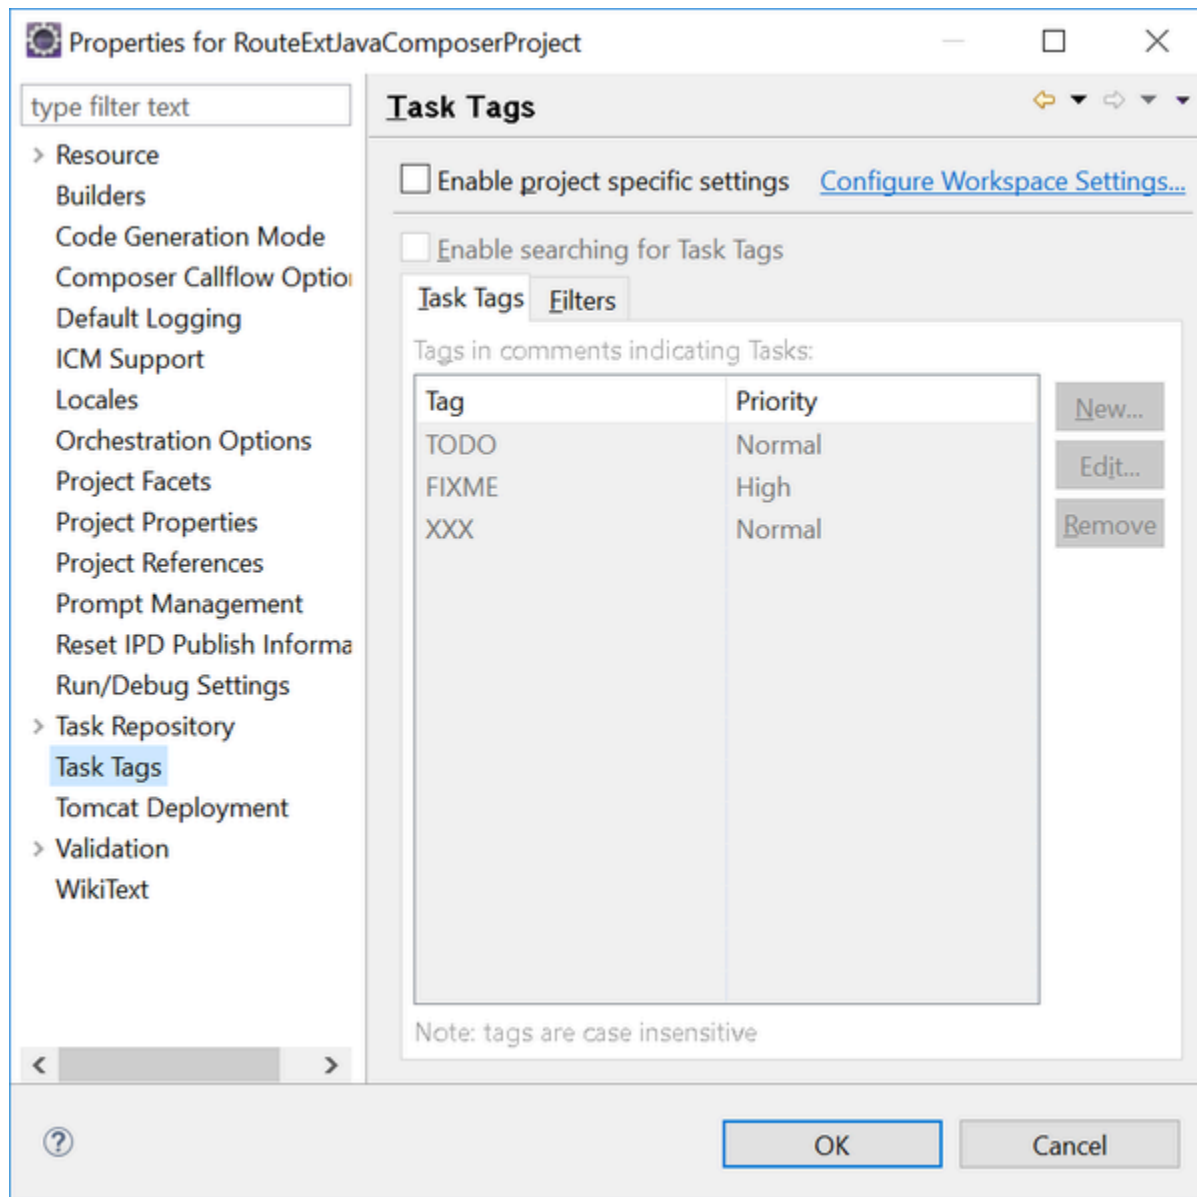 Properties for RouteExtJavaComposerProject
type filter text
Resource
Builders
Code Generation Mode
Composer Callflow Optio
Default Logging
ICM Support
Locales
Orchestration Options
Project Facets
Project Properties
Project References
Prompt Management
Reset IPD Publish Informa
Run/Debug Settings
Task Repository
Task Tags
Tomcat Deployment
Validation
WikiText
Task Tags
Enable project specific settings Configure Workspace Settings...
Enable searching for Task Tags
Task Tags Filters
Tags in comments indicating Tasks:
Tag Priority
TODO Normal
FIXME High
XXX Normal
New...
Edit...
Remove
Note: tags are case insensitive
? OK Cancel